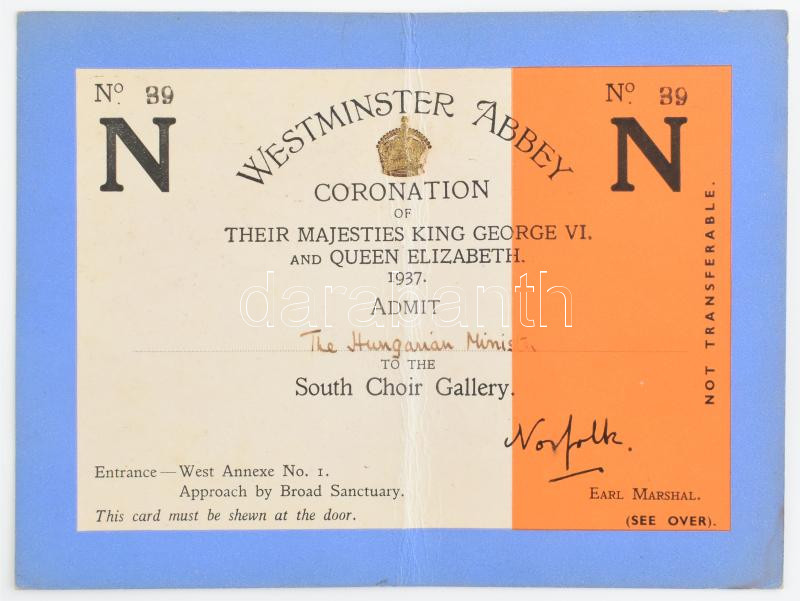 Nº 39
N
Nº 39
N
WESTMINSTER ABBEY
CORONATION
OF
THEIR MAJESTIES KING GEORGE VI.
AND QUEEN ELIZABETH.
1937.
ADMIT
The Hungarian Minister
TO THE
South Choir Gallery.
Norfolk.
EARL MARSHAL.
(SEE OVER).
Entrance — West Annexe No. 1.
Approach by Broad Sanctuary.
This card must be shewn at the door.
NOT TRANSFERABLE.
darabanth